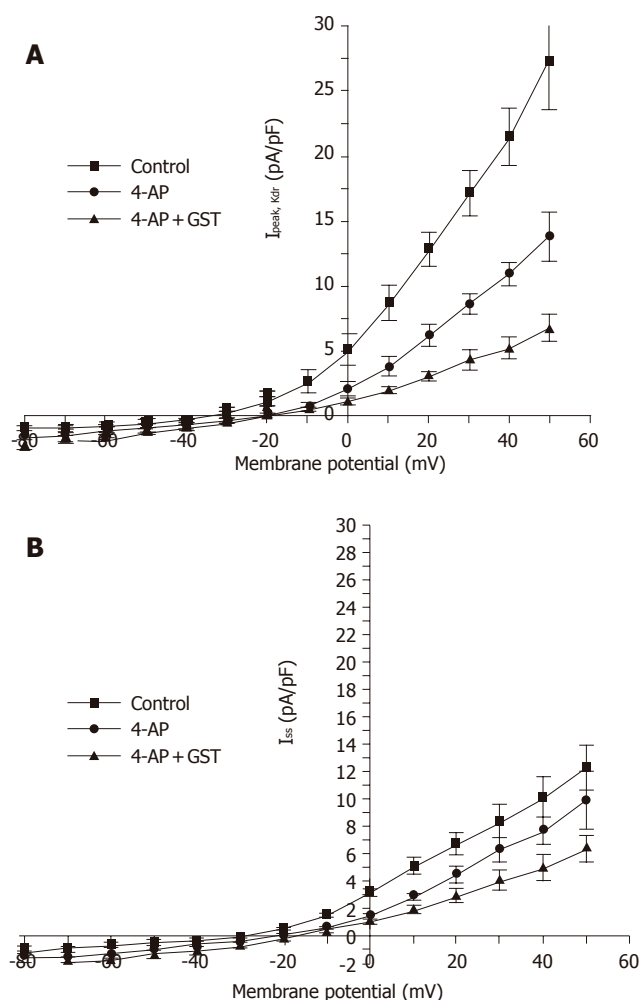 A
30
25
20
15
10
5
0
I peak, Kdr (pA/pF)
Control
4-AP
4-AP + GST
-80 -60 -40 -20 0 20 40 60
Membrane potential (mV)
B
30
28
26
24
22
20
18
16
14
12
10
8
6
4
2
0
-2
Iss (pA/pF)
Control
4-AP
4-AP + GST
-80 -60 -40 -20 0 20 40 60
Membrane potential (mV)